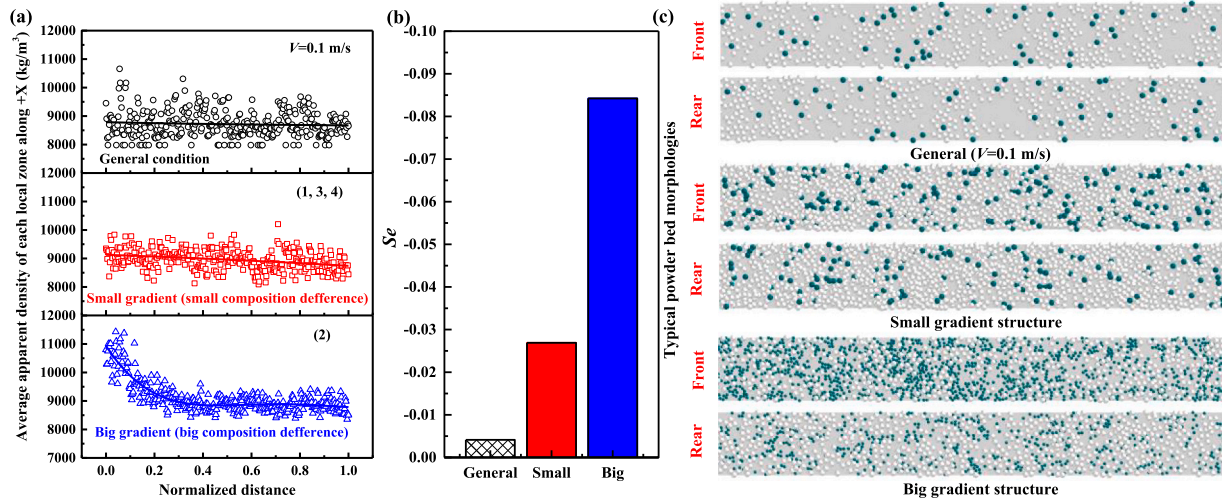 (a)
Average apparent density of each local zone along +X (kg/m³)
12000
11000
10000
9000
8000
V=0.1 m/s
General condition
12000
11000
10000
9000
8000
(1, 3, 4)
Small gradient (small composition defference)
12000
11000
10000
9000
8000
7000
(2)
Big gradient (big composition defference)
0.0 0.2 0.4 0.6 0.8 1.0
Normalized distance
(b)
Se
-0.10
-0.09
-0.08
-0.07
-0.06
-0.05
-0.04
-0.03
-0.02
-0.01
0.00
General Small Big
(c)
Typical powder bed morphologies
Front
Rear
General (V=0.1 m/s)
Front
Rear
Small gradient structure
Front
Rear
Big gradient structure